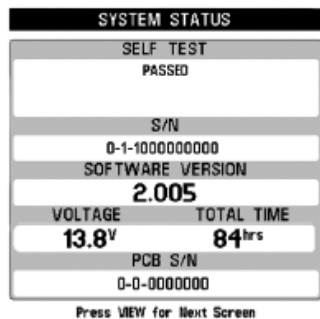 SYSTEM STATUS
SELF TEST
PASSED
S/N
0-1-1000000000
SOFTWARE VERSION
2.005
VOLTAGE TOTAL TIME
13.8V 84hrs
PCB S/N
0-0-0000000
Press VIEW for Next Screen